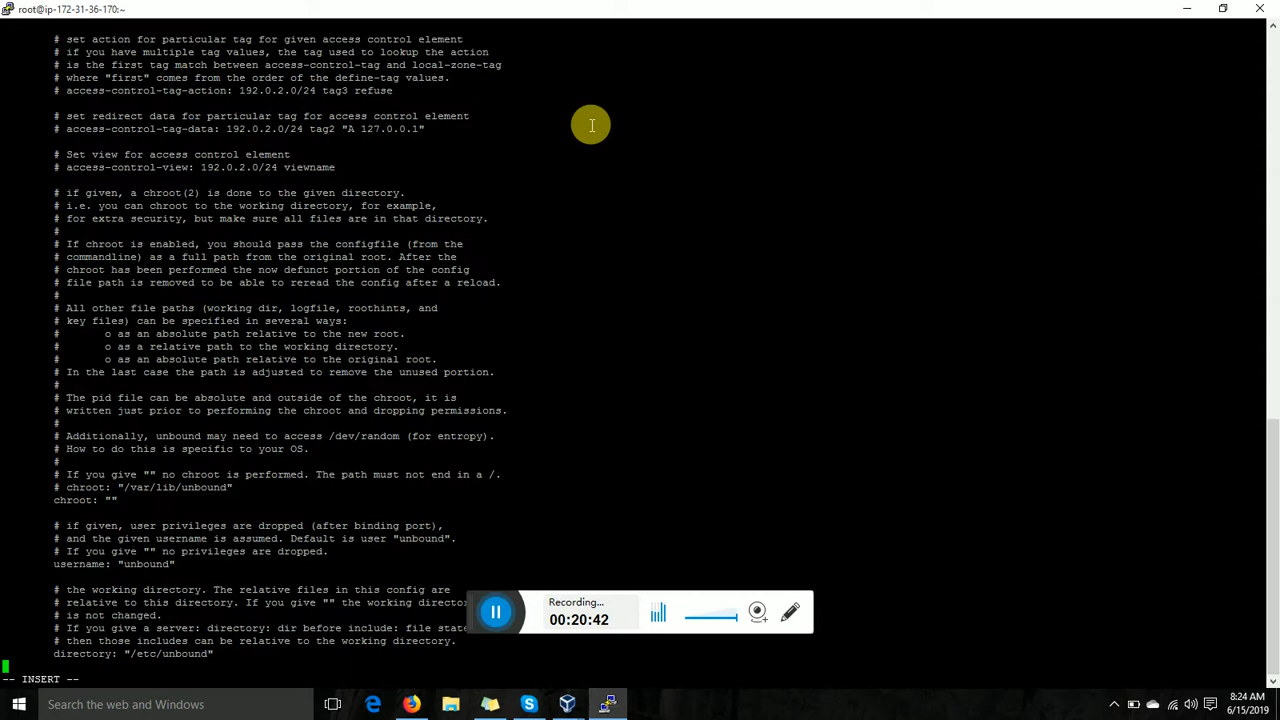 root@ip-172-31-36-170:~
# set action for particular tag for given access control element
# if you have multiple tag values, the tag used to lookup the action
# is the first tag match between access-control-tag and local-zone-tag
# where "first" comes from the order of the define-tag values.
# access-control-tag-action: 192.0.2.0/24 tag3 refuse
# set redirect data for particular tag for access control element
# access-control-tag-data: 192.0.2.0/24 tag2 "A 127.0.0.1"
# Set view for access control element
# access-control-view: 192.0.2.0/24 viewname
# if given, a chroot(2) is done to the given directory.
# i.e. you can chroot to the working directory, for example,
# for extra security, but make sure all files are in that directory.
#
# If chroot is enabled, you should pass the configfile (from the
# commandline) as a full path from the original root. After the
# chroot has been performed the now defunct portion of the config
# file path is removed to be able to reread the config after a reload.
#
# All other file paths (working dir, logfile, roothints, and
# key files) can be specified in several ways:
# o as an absolute path relative to the new root.
# o as a relative path to the working directory.
# o as an absolute path relative to the original root.
# In the last case the path is adjusted to remove the unused portion.
#
# The pid file can be absolute and outside of the chroot, it is
# written just prior to performing the chroot and dropping permissions.
#
# Additionally, unbound may need to access /dev/random (for entropy).
# How to do this is specific to your OS.
#
# If you give "" no chroot is performed. The path must not end in a /.
# chroot: "/var/lib/unbound"
chroot: ""
# if given, user privileges are dropped (after binding port),
# and the given username is assumed. Default is user "unbound".
# If you give "" no privileges are dropped.
username: "unbound"
# the working directory. The relative files in this config are
# relative to this directory. If you give "" the working director
# is not changed.
# If you give a server: directory: dir before include: file state
# then those includes can be relative to the working directory.
directory: "/etc/unbound"
-- INSERT --
Recording...
00:20:42
Search the web and Windows
8:24 AM
6/15/2019